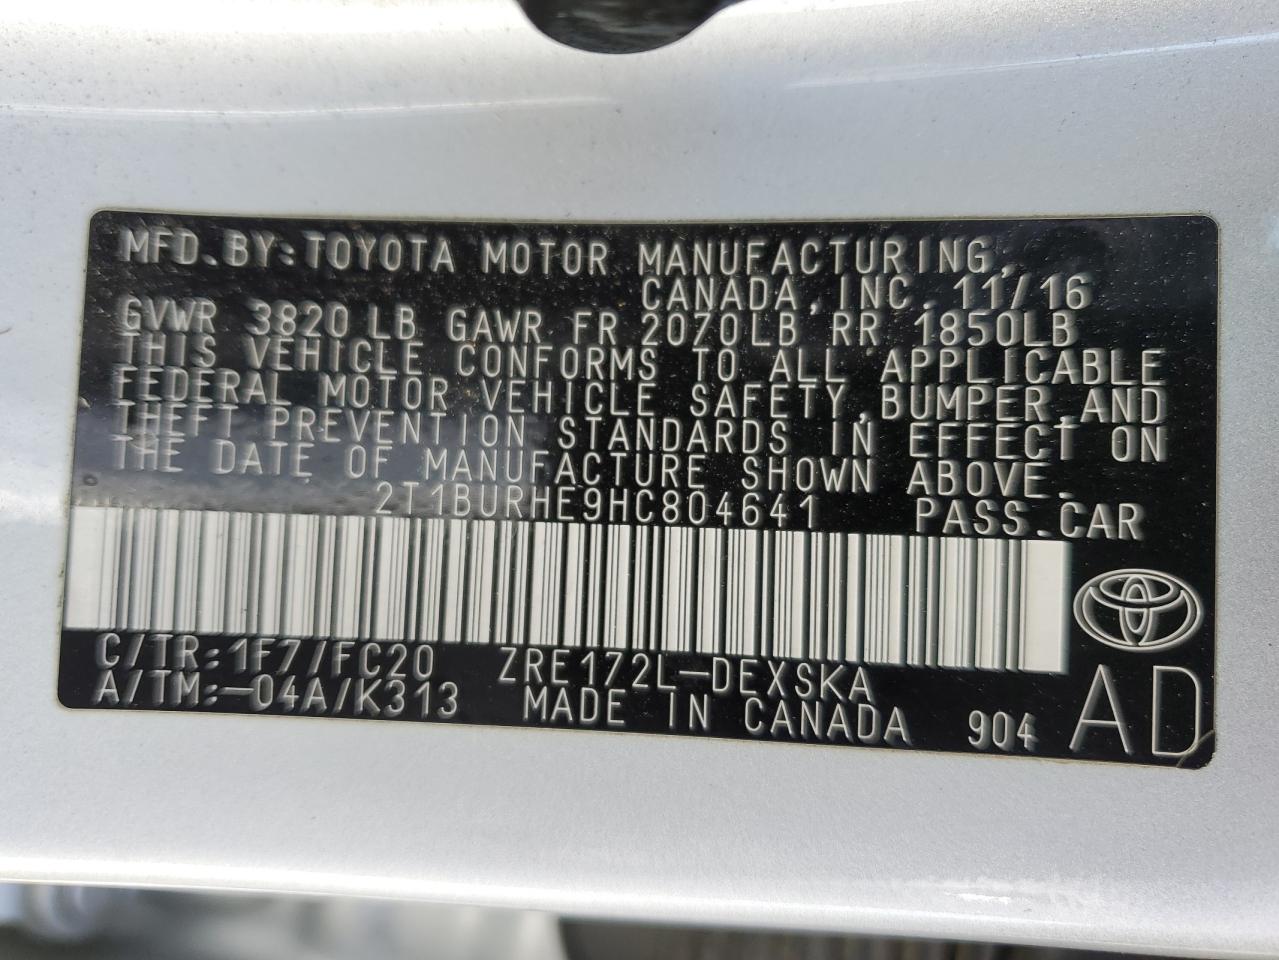 MFD.BY:TOYOTA MOTOR MANUFACTURING,
CANADA, INC. 11/16
GVWR 3820LB GAWR FR 2070LB RR 1850LB
THIS VEHICLE CONFORMS TO ALL APPLICABLE
FEDERAL MOTOR VEHICLE SAFETY,BUMPER,AND
THEFT PREVENTION STANDARDS IN EFFECT ON
THE DATE OF MANUFACTURE SHOWN ABOVE.
2T1BURHE9HC804641 PASS.CAR
C/TR:1F7/FC20 ZRE172L-DEXSKA
A/TM:-04A/K313 MADE IN CANADA 904 AD